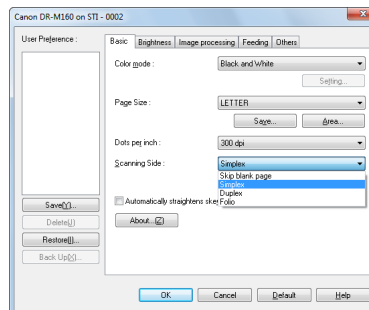 Canon DR-M160 on STI - 0002
User Preference :
Basic Brightness Image processing Feeding Others
Color mode : Black and White
Setting...
Page Size : LETTER
Save... Area...
Dots per inch : 300 dpi
Scanning Side : Simplex
Skip blank page
Simplex
Duplex
Folio
Automatically straightens ske
Save(Y)...
Delete(J)
About...(Z)
Restore(I)...
Back Up(X)...
OK Cancel Default Help